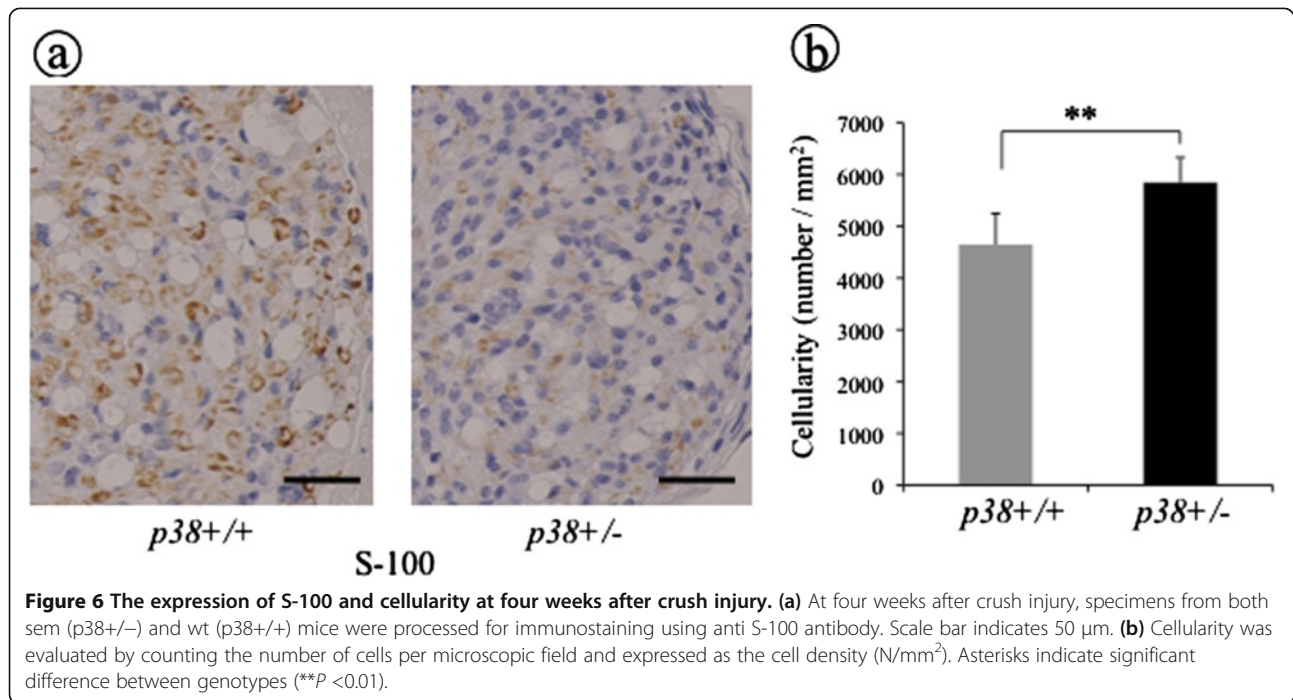 a
b
7000
6000
5000
4000
3000
2000
1000
0
Cellularity (number / mm²)
**
p38+/+
p38+/-
S-100
p38+/+
p38+/-
Figure 6 The expression of S-100 and cellularity at four weeks after crush injury. (a) At four weeks after crush injury, specimens from both
sem (p38+/−) and wt (p38+/+) mice were processed for immunostaining using anti S-100 antibody. Scale bar indicates 50 μm. (b) Cellularity was
evaluated by counting the number of cells per microscopic field and expressed as the cell density (N/mm²). Asterisks indicate significant
difference between genotypes (**P <0.01).